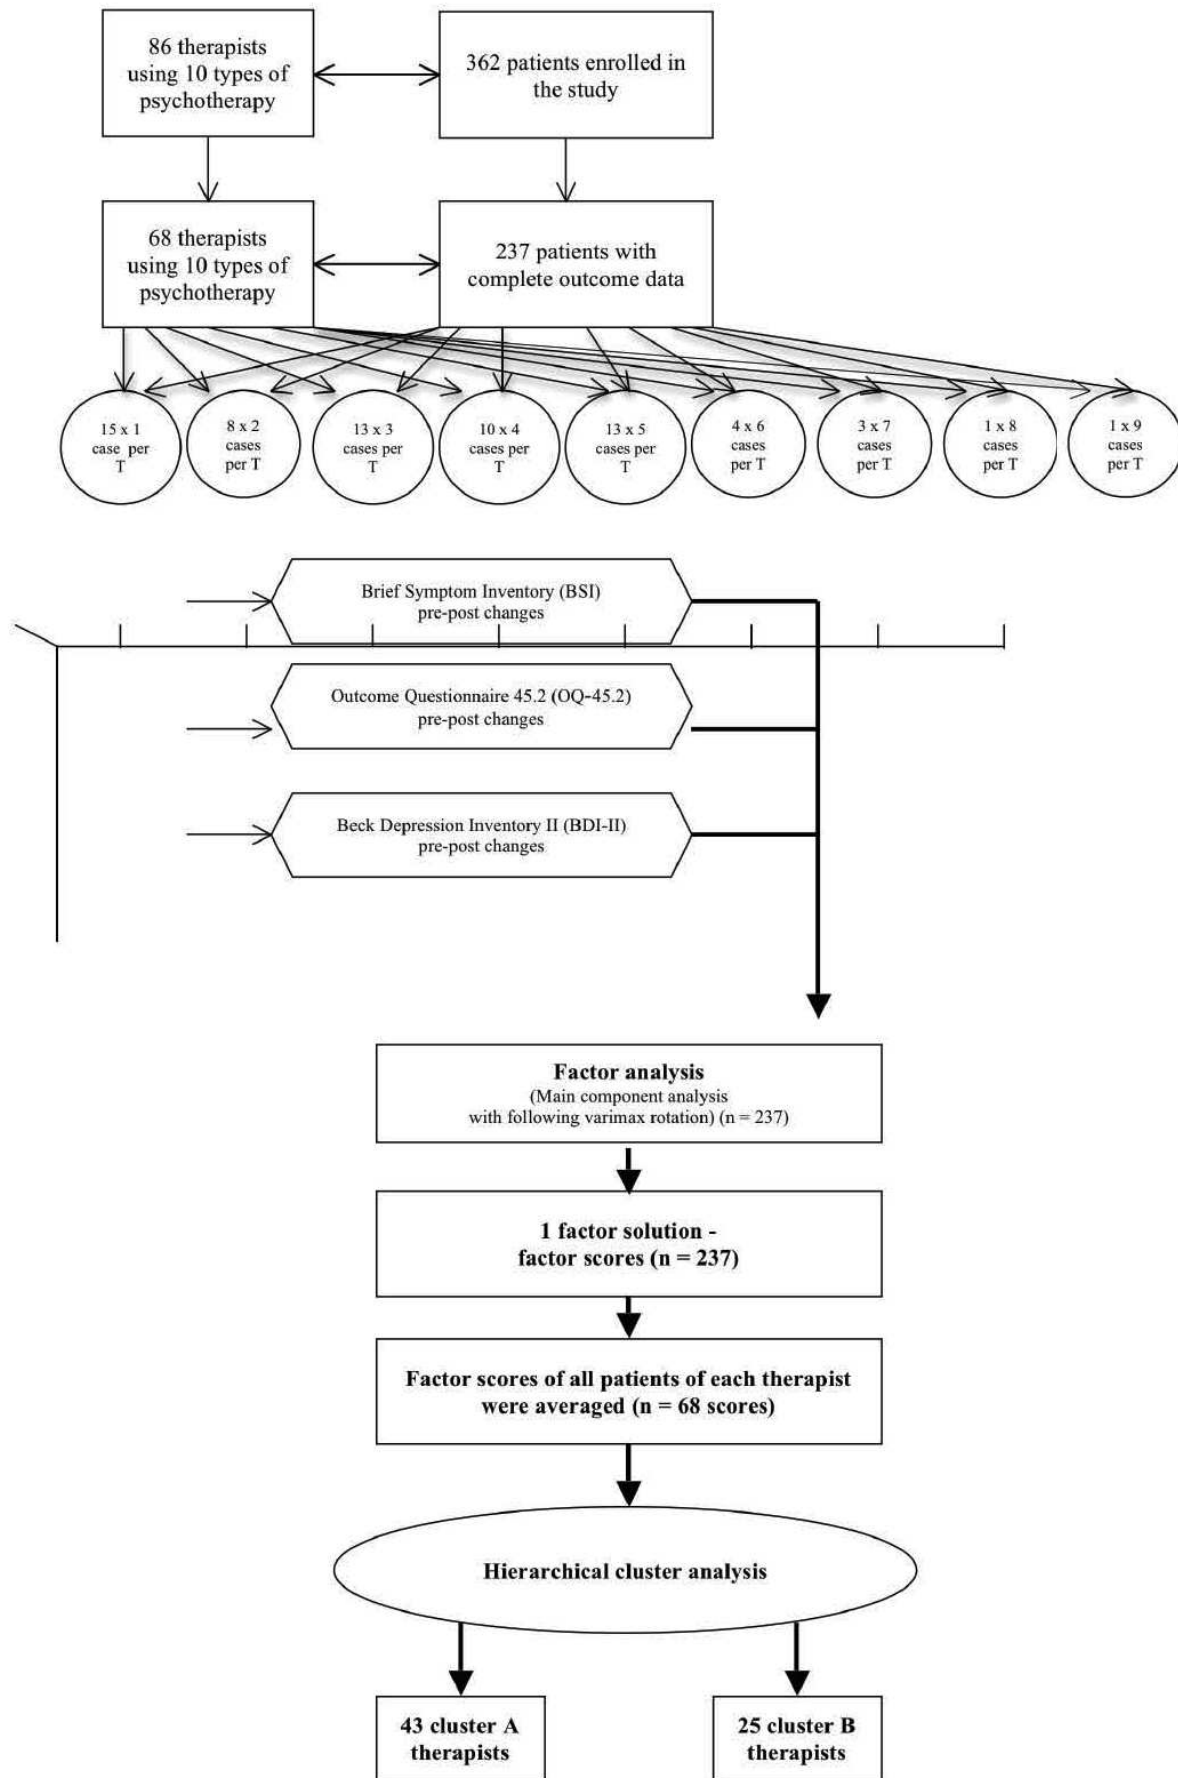 86 therapists
using 10 types of
psychotherapy
362 patients enrolled in
the study
68 therapists
using 10 types of
psychotherapy
237 patients with
complete outcome data
15 x 1
case per
T
8 x 2
cases
per T
13 x 3
cases per
T
10 x 4
cases per
T
13 x 5
cases per
T
4 x 6
cases
per T
3 x 7
cases
per T
1 x 8
cases
per T
1 x 9
cases
per T
Brief Symptom Inventory (BSI)
pre-post changes
Outcome Questionnaire 45.2 (OQ-45.2)
pre-post changes
Beck Depression Inventory II (BDI-II)
pre-post changes
Factor analysis
(Main component analysis
with following varimax rotation) (n = 237)
1 factor solution -
factor scores (n = 237)
Factor scores of all patients of each therapist
were averaged (n = 68 scores)
Hierarchical cluster analysis
43 cluster A
therapists
25 cluster B
therapists